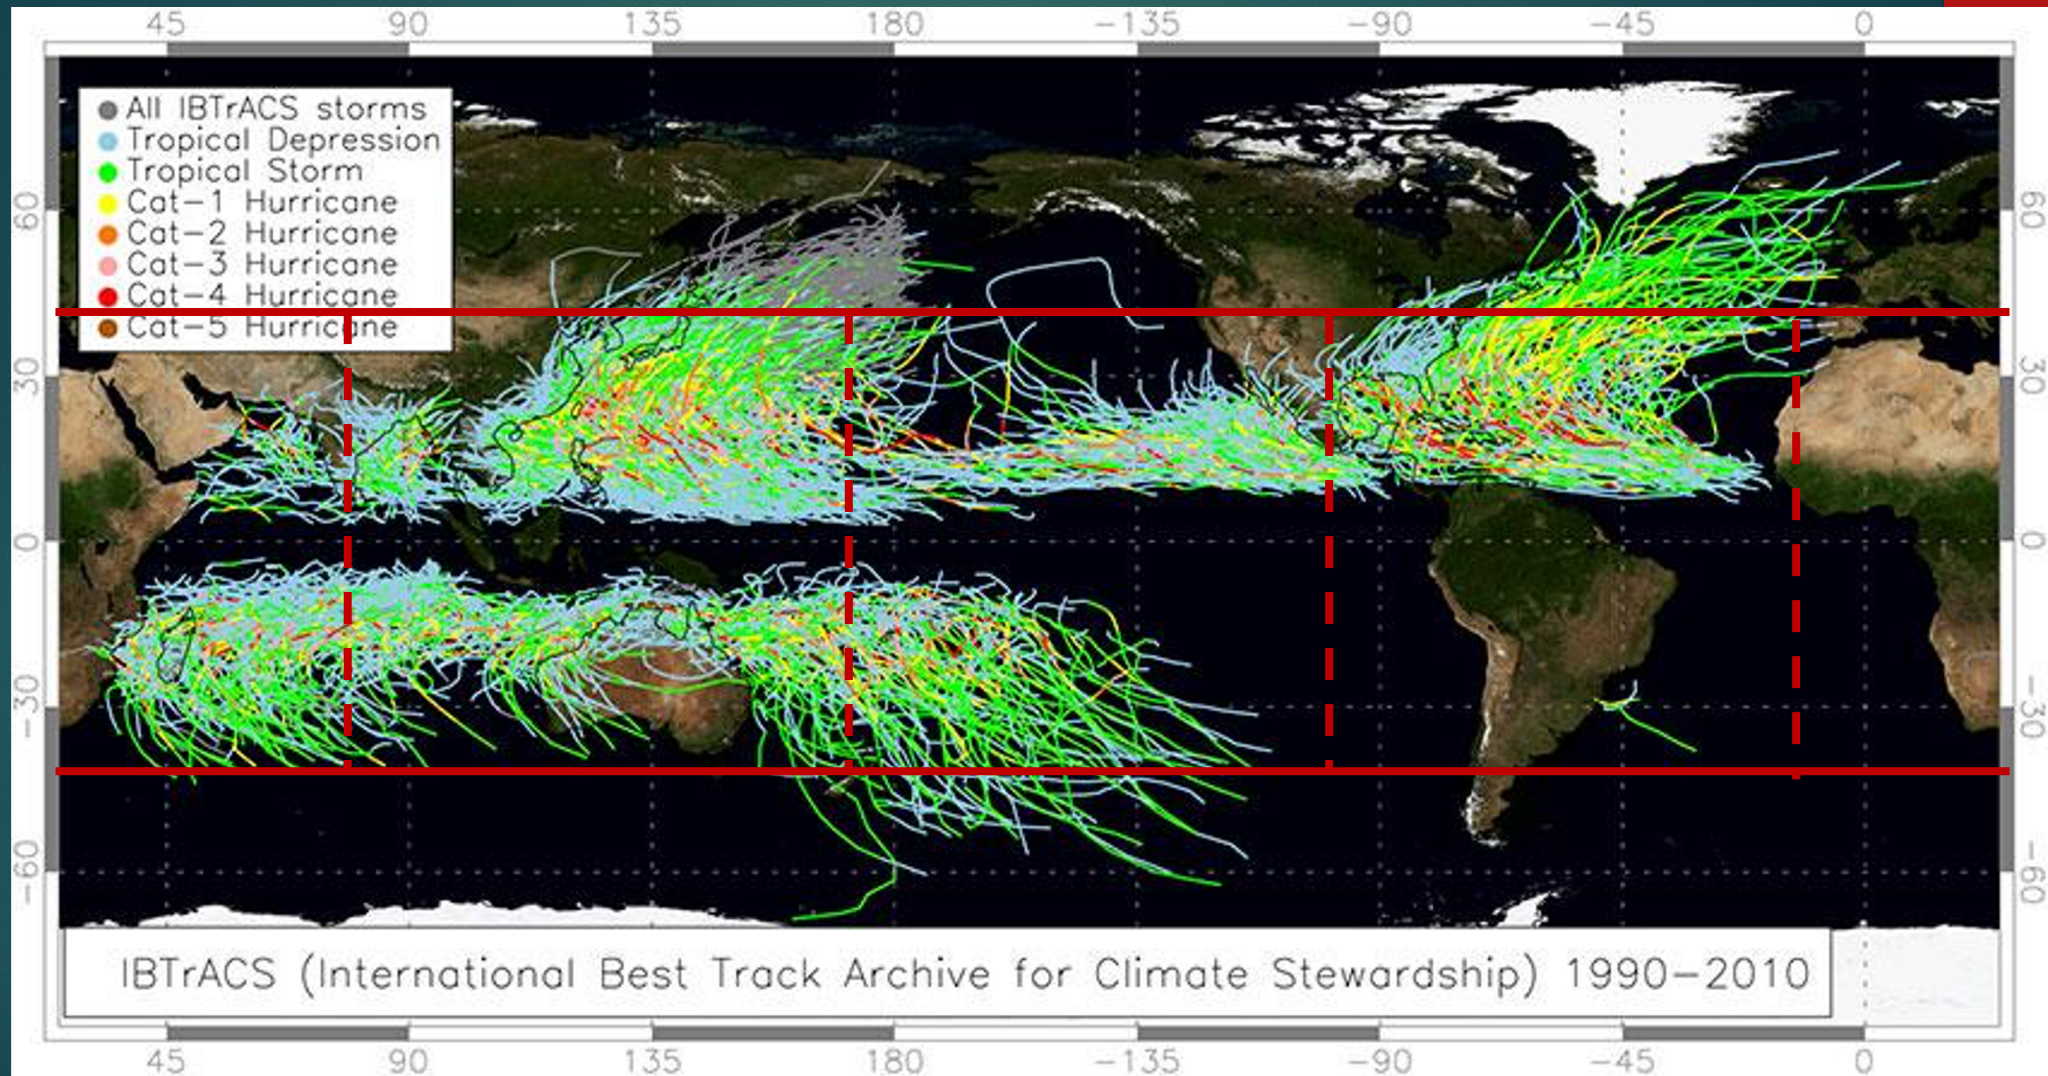 45 90 135 180 -135 -90 -45 0
All IBTrACS storms
Tropical Depression
Tropical Storm
Cat-1 Hurricane
Cat-2 Hurricane
Cat-3 Hurricane
Cat-4 Hurricane
Cat-5 Hurricane
60 60
30 30
0 0
-30 -30
-60 -60
IBTrACS (International Best Track Archive for Climate Stewardship) 1990-2010
45 90 135 180 -135 -90 -45 0